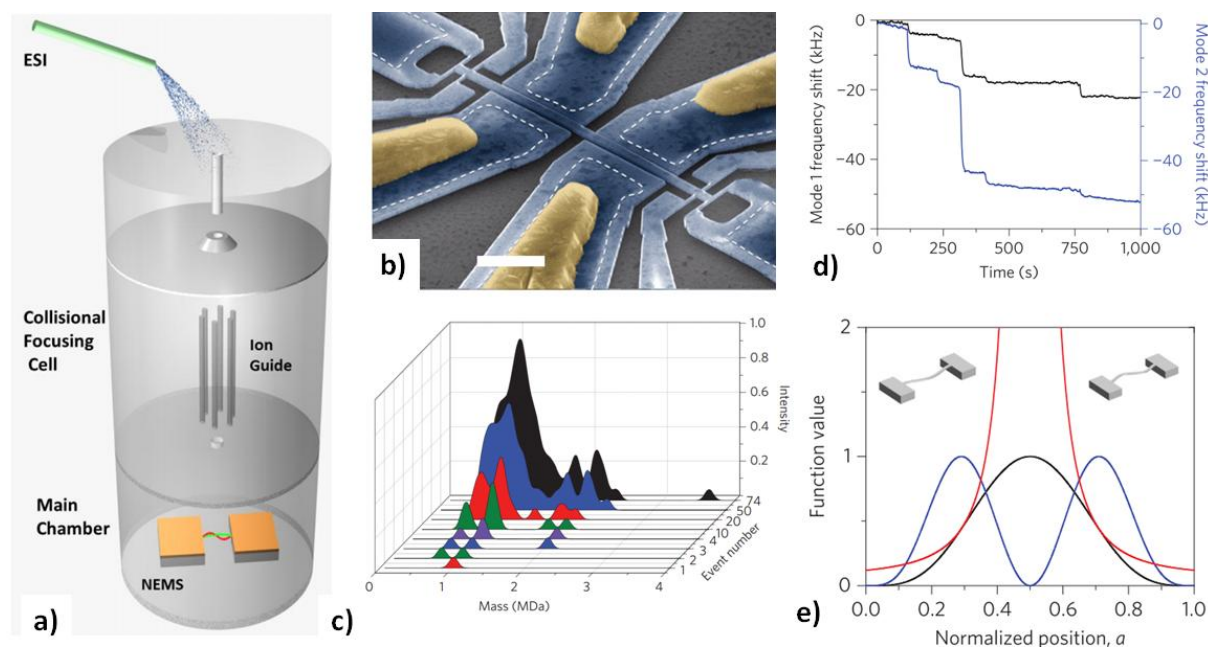 ESI
Collisional
Focusing
Cell
Ion
Guide
Main
Chamber
NEMS
a)
b)
1.0
0.8
0.6
0.4
0.2
Intensity
74
50
20
10
4
3
2
2
1
1
Event number
0
1
2
3
4
Mass (MDa)
c)
0
−20
−40
−60
Mode 1 frequency shift (kHz)
0
−20
−40
−60
Mode 2 frequency shift (kHz)
0
250
500
750
1,000
Time (s)
d)
2
1
0
Function value
0.0
0.2
0.4
0.6
0.8
1.0
Normalized position, a
e)